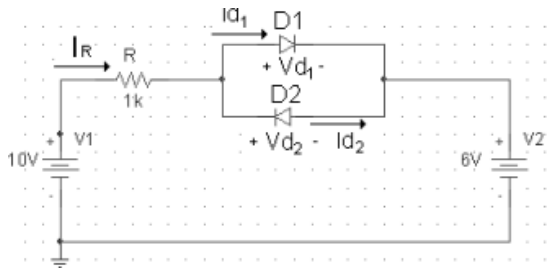 Id1
D1
IR
R
+ Vd1 -
1k
D2
+ V1
+ Vd2 - Id2
+ V2
10V
6V
-
-